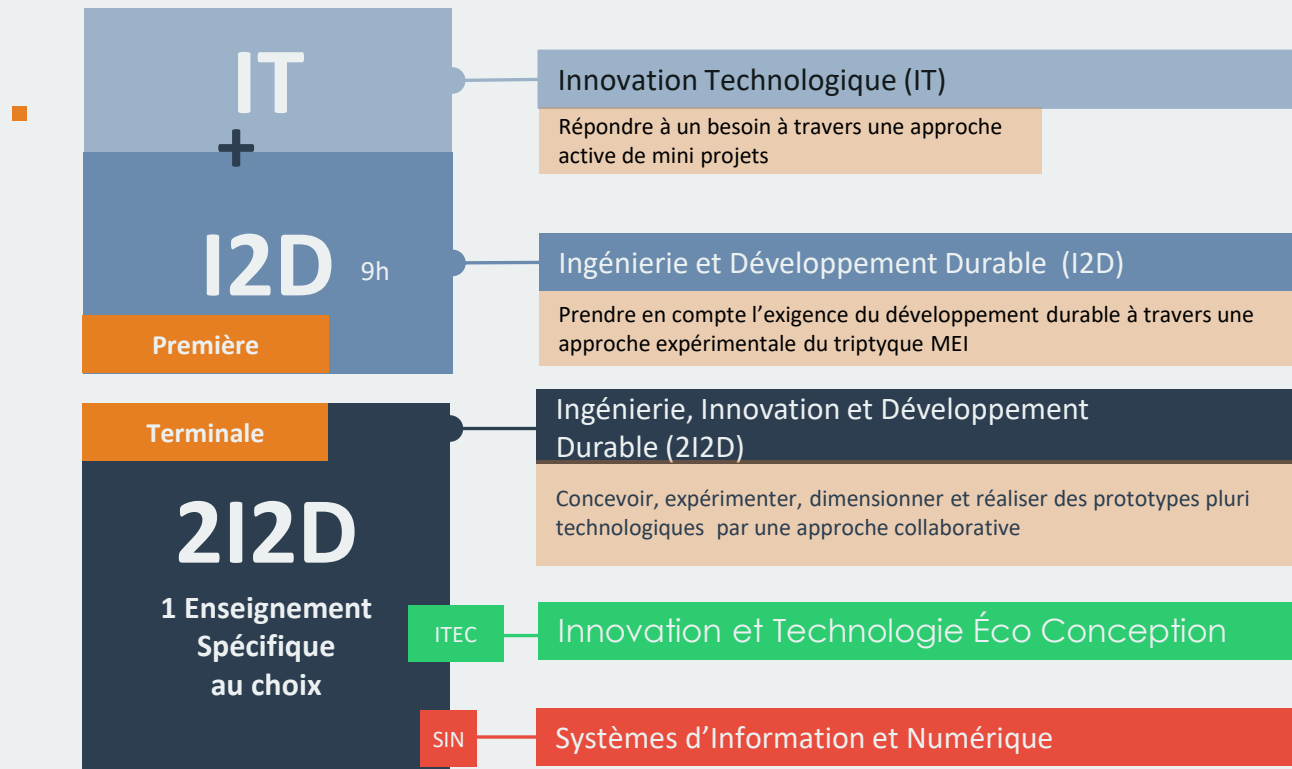 IT
+
I2D 9h
Première
Innovation Technologique (IT)
Répondre à un besoin à travers une approche
active de mini projets
Ingénierie et Développement Durable (I2D)
Prendre en compte l'exigence du développement durable à travers une
approche expérimentale du triptyque MEI
Terminale
2I2D
1 Enseignement
Spécifique
au choix
Ingénierie, Innovation et Développement
Durable (2I2D)
Concevoir, expérimenter, dimensionner et réaliser des prototypes pluri
technologiques par une approche collaborative
ITEC
Innovation et Technologie Éco Conception
SIN
Systèmes d'Information et Numérique